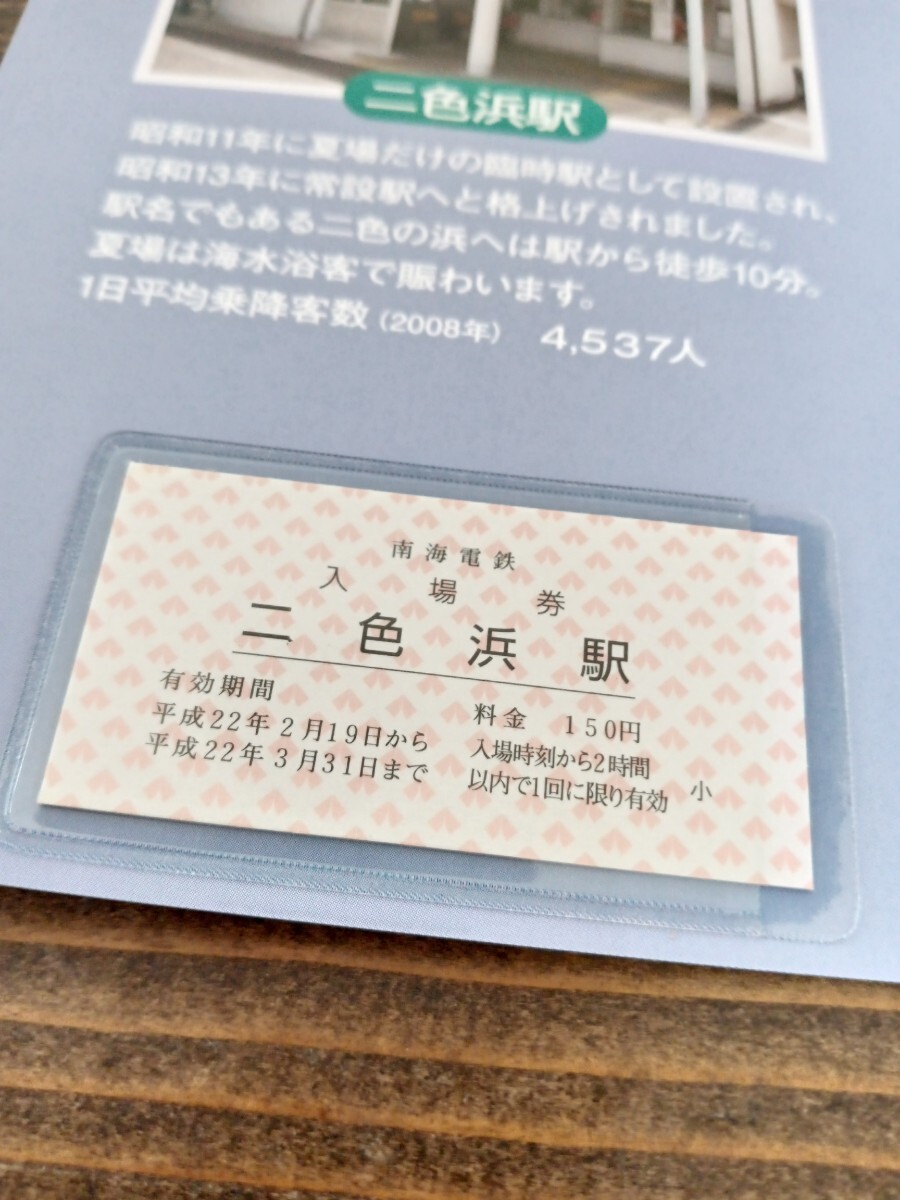 二色浜駅
昭和11年に夏場だけの臨時駅として設置され、
昭和13年に常設駅へと格上げされました。
駅名でもある二色の浜へは駅から徒歩10分。
夏場は海水浴客で賑わいます。
1日平均乗降客数（2008年） 4,537人
南海電鉄
入場券
二色浜駅
有効期間
平成22年2月19日から
平成22年3月31日まで
料金 150円
入場時刻から2時間
以内で1回に限り有効 小